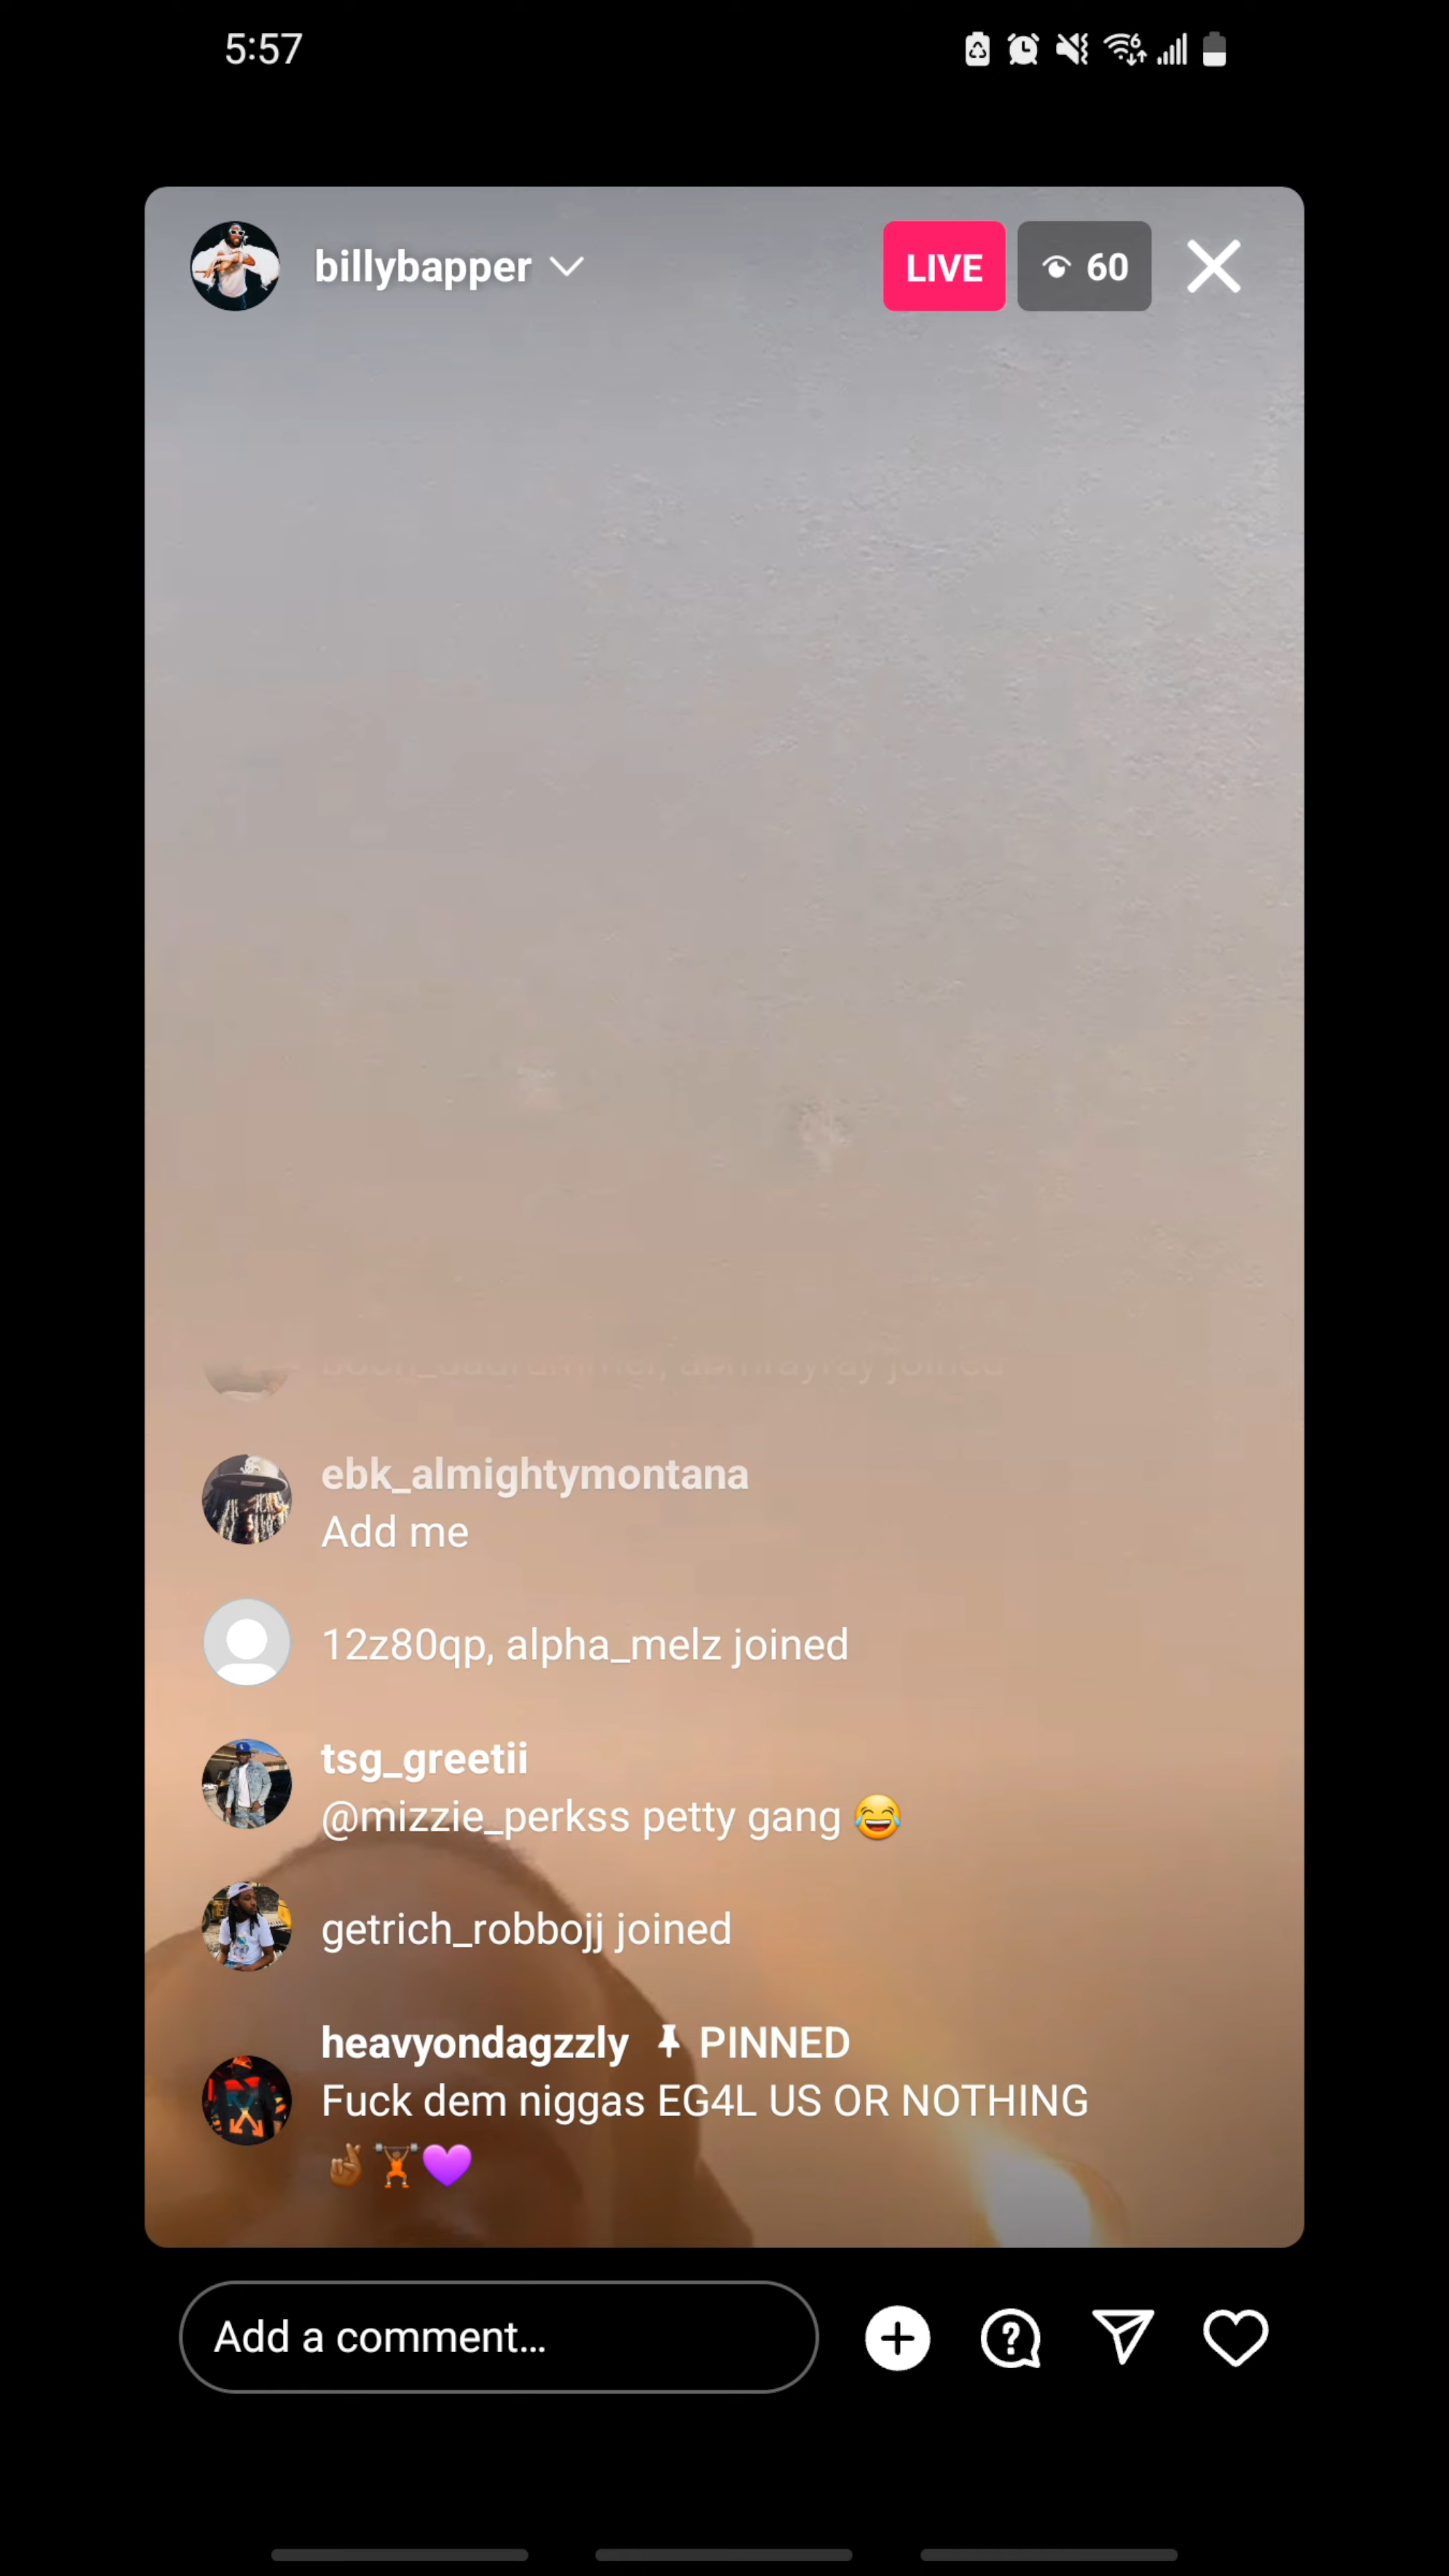 5:57
billybapper
LIVE
60
joined
ebk_almightymontana
Add me
12z80qp, alpha_melz joined
tsg_greetii
@mizzie_perkss petty gang 😂
getrich_robbojj joined
heavyondagzzly 📌 PINNED
Fuck dem niggas EG4L US OR NOTHING
🤞🏾🏋🏾💜
Add a comment...